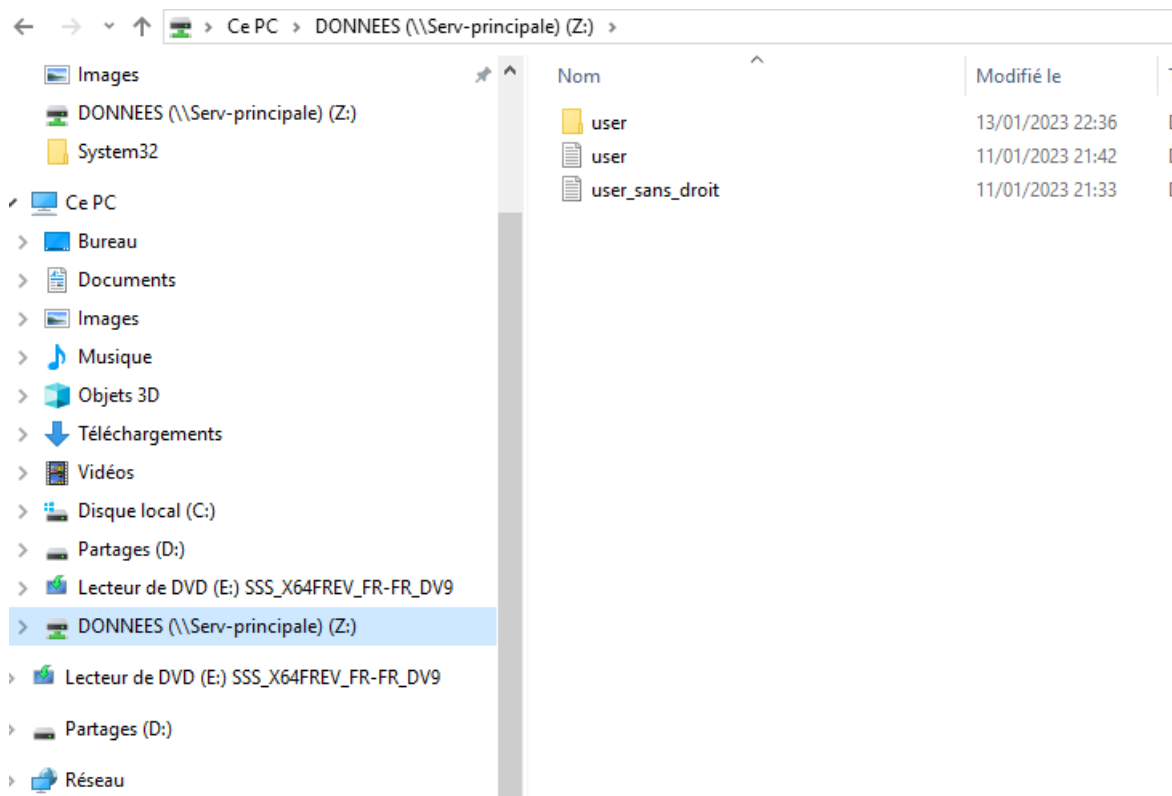 Ce PC > DONNEES (\\Serv-principale) (Z:) >
Images
DONNEES (\\Serv-principale) (Z:)
System32
Ce PC
Bureau
Documents
Images
Musique
Objets 3D
Téléchargements
Vidéos
Disque local (C:)
Partages (D:)
Lecteur de DVD (E:) SSS_X64FREV_FR-FR_DV9
DONNEES (\\Serv-principale) (Z:)
Lecteur de DVD (E:) SSS_X64FREV_FR-FR_DV9
Partages (D:)
Réseau
Nom Modifié le
user 13/01/2023 22:36
user 11/01/2023 21:42
user_sans_droit 11/01/2023 21:33